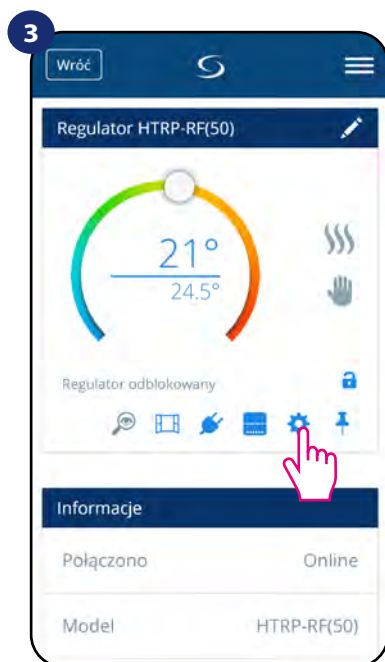 3
Wróć
Regulator HTRP-RF(50)
21°
24.5°
Regulator odblokowany
Informacje
Połączono Online
Model HTRP-RF(50)